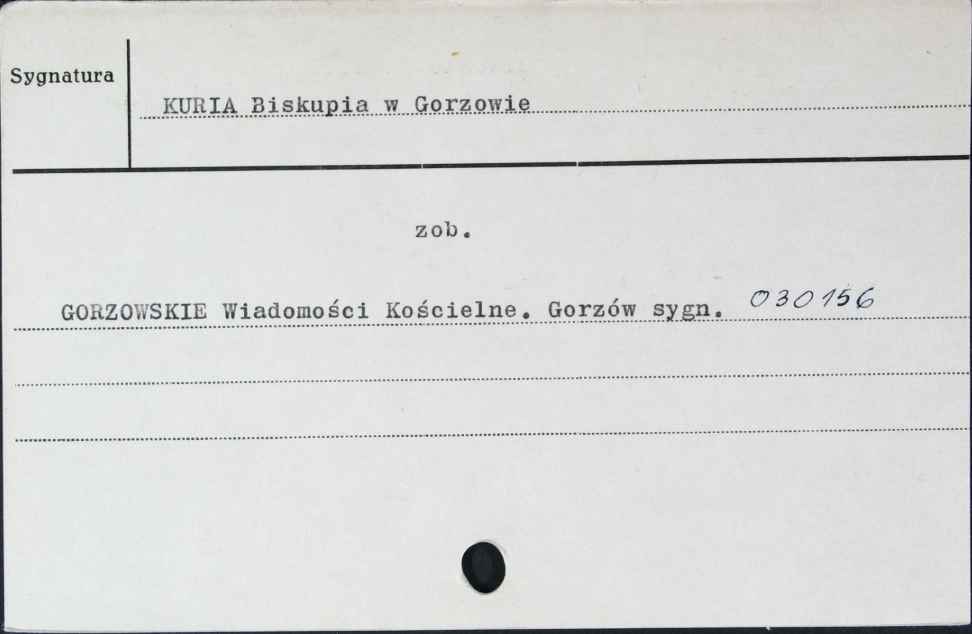 Sygnatura
KURIA Biskupia w Gorzowie
zob.
GORZOWSKIE Wiadomości Kościelne. Gorzów sygn. 030156